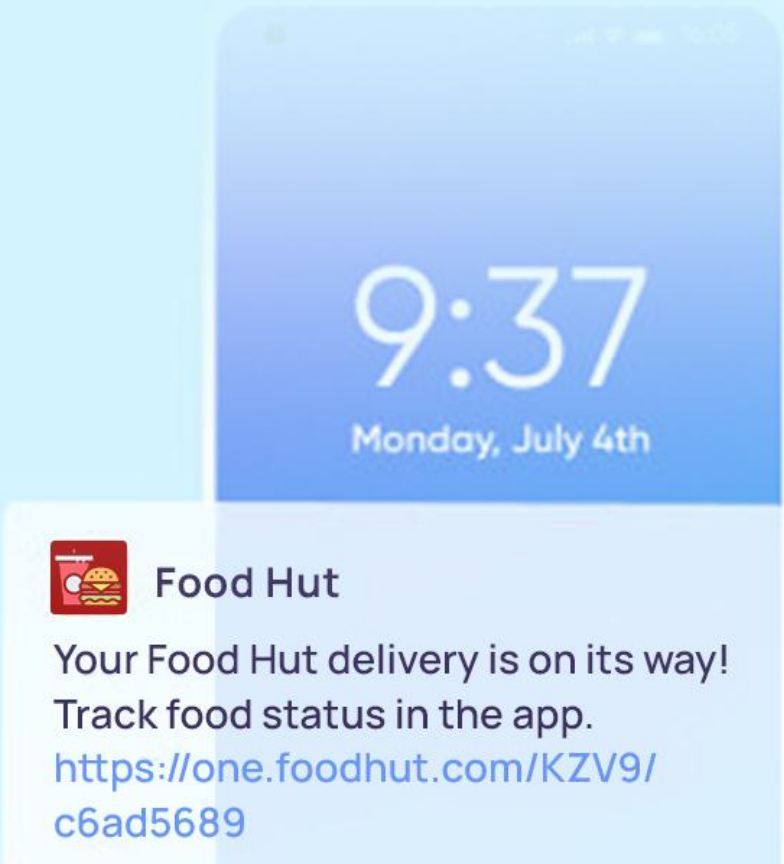 9:37
Monday, July 4th
Food Hut
Your Food Hut delivery is on its way!
Track food status in the app.
https://one.foodhut.com/KZV9/
c6ad5689